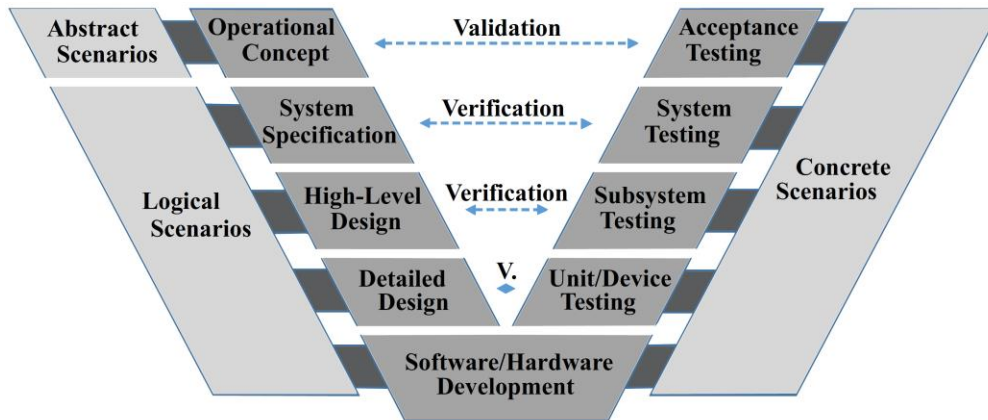 Abstract
Scenarios
Operational
Concept
Validation
Acceptance
Testing
System
Specification
Verification
System
Testing
Logical
Scenarios
High-Level
Design
Verification
Subsystem
Testing
Concrete
Scenarios
Detailed
Design
V.
Unit/Device
Testing
Software/Hardware
Development